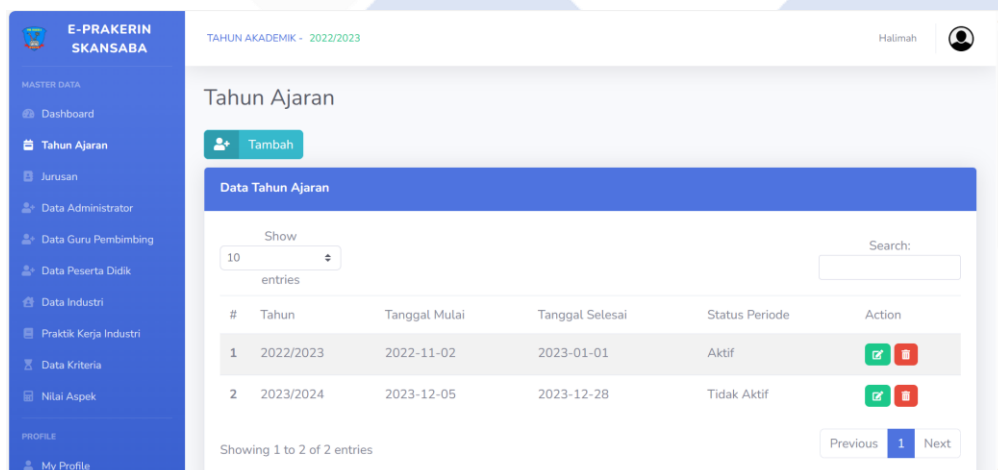 E-PRAKERIN
SKANSABA
MASTER DATA
Dashboard
Tahun Ajaran
Jurusan
Data Administrator
Data Guru Pembimbing
Data Peserta Didik
Data Industri
Praktik Kerja Industri
Data Kriteria
Nilai Aspek
PROFILE
My Profile
TAHUN AKADEMIK - 2022/2023
Halimah
Tahun Ajaran
Tambah
Data Tahun Ajaran
Show
10
entries
Search:
# Tahun Tanggal Mulai Tanggal Selesai Status Periode Action
1 2022/2023 2022-11-02 2023-01-01 Aktif
2 2023/2024 2023-12-05 2023-12-28 Tidak Aktif
Showing 1 to 2 of 2 entries
Previous 1 Next